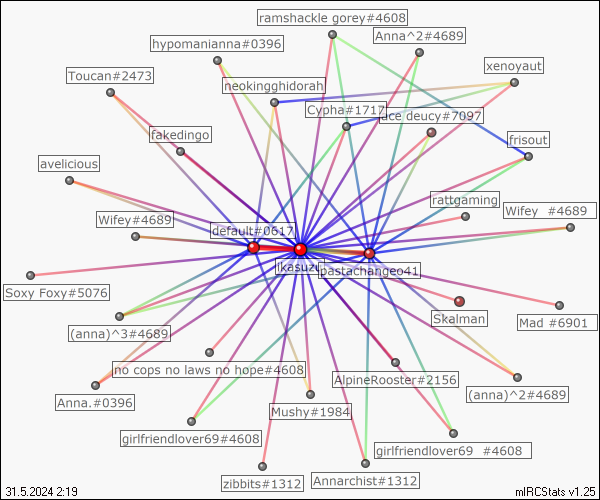 ramshackle gorey#4608
Anna^2#4689
hypomanianna#0396
xenoyaut
Toucan#2473
neokingghidorah
Cypha#1717
ace deucy#7097
fakedingo
frisout
avelicious
rattgaming
Wifey#4689
Wifey #4689
default#0617
ikasuzu
pastachangeo41
Soxy Foxy#5076
Skalman
Mad #6901
(anna)^3#4689
no cops no laws no hope#4608
AlpineRooster#2156
Anna.#0396
(anna)^2#4689
Mushy#1984
girlfriendlover69#4608
girlfriendlover69 #4608
zibbits#1312
Annarchist#1312
31.5.2024 2:19
mIRCStats v1.25